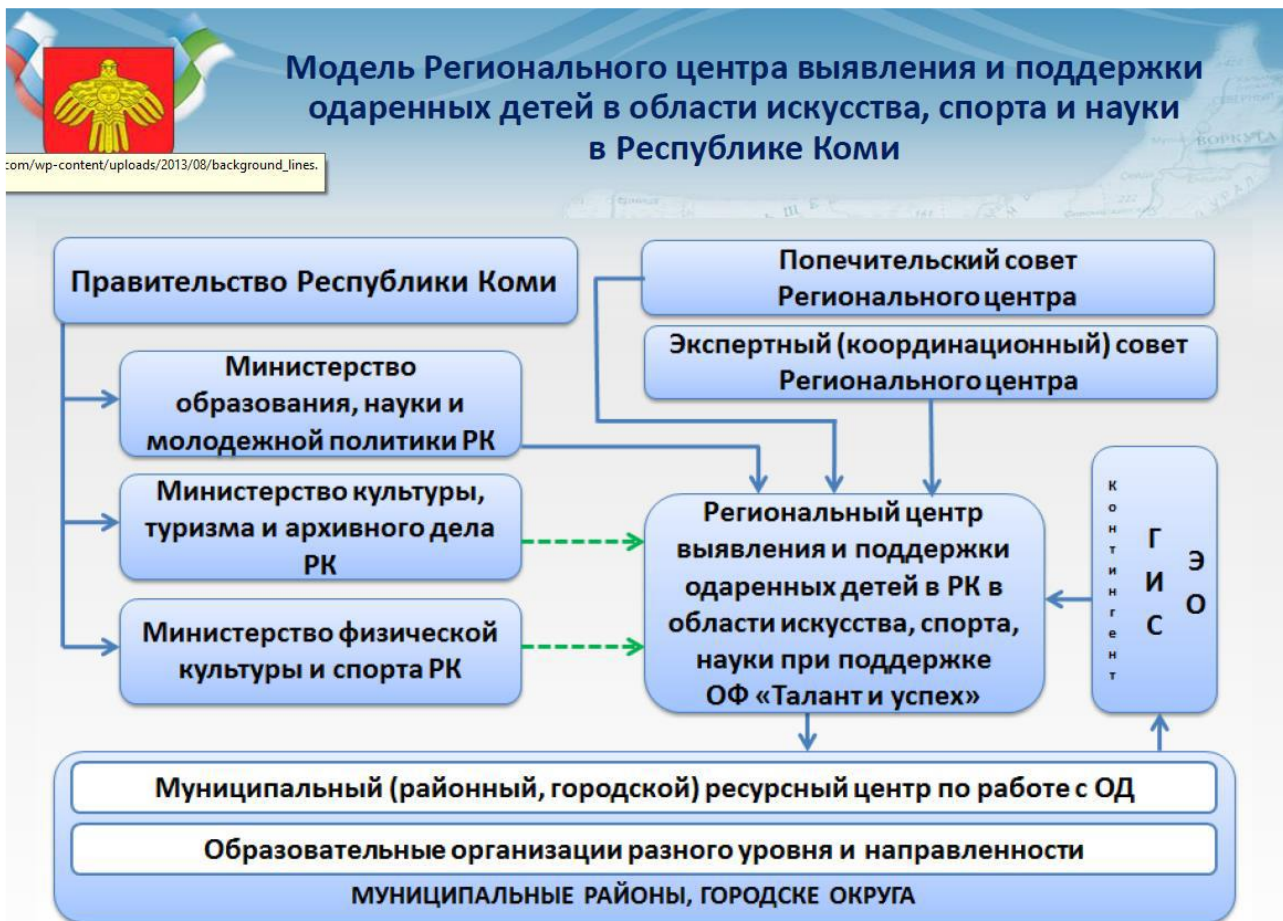 Модель Регионального центра выявления и поддержки
одаренных детей в области искусства, спорта и науки
в Республике Коми
com/wp-content/uploads/2013/08/background_lines.
ВОРКУТА
Правительство Республики Коми
Попечительский совет
Регионального центра
Экспертный (координационный) совет
Регионального центра
Министерство
образования, науки и
молодежной политики РК
Министерство культуры,
туризма и архивного дела
РК
Министерство физической
культуры и спорта РК
Региональный центр
выявления и поддержки
одаренных детей в РК в
области искусства, спорта,
науки при поддержке
ОФ «Талант и успех»
Контингент
ГИС
ЭО
Муниципальный (районный, городской) ресурсный центр по работе с ОД
Образовательные организации разного уровня и направленности
МУНИЦИПАЛЬНЫЕ РАЙОНЫ, ГОРОДСКЕ ОКРУГА